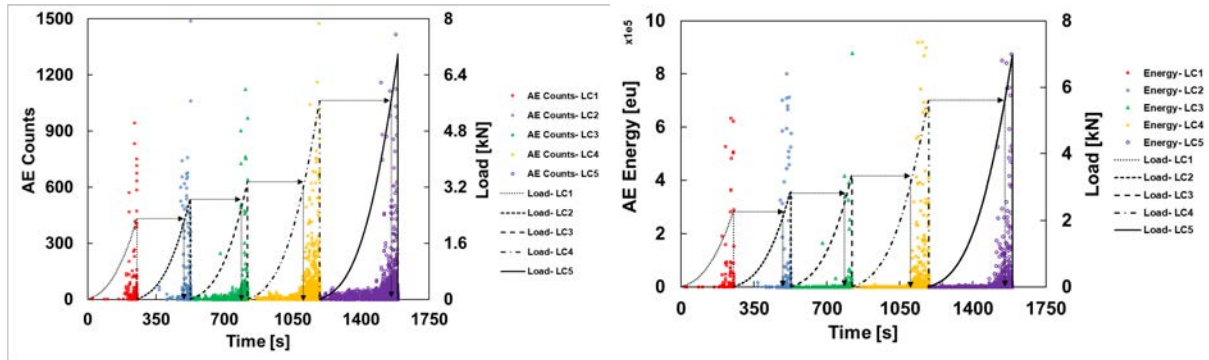 1500
1200
900
600
300
0
AE Counts
8
6.4
4.8
3.2
1.6
0
Load [kN]
0
350
700
1050
1400
1750
Time [s]
AE Counts- LC1
AE Counts- LC2
AE Counts- LC3
AE Counts- LC4
AE Counts- LC5
Load- LC1
Load- LC2
Load- LC3
Load- LC4
Load- LC5
x1e5
10
8
6
4
2
0
AE Energy [eu]
8
6
4
2
0
Load [kN]
0
350
700
1050
1400
1750
Time [s]
Energy- LC1
Energy- LC2
Energy- LC3
Energy- LC4
Energy- LC5
Load- LC1
Load- LC2
Load- LC3
Load- LC4
Load- LC5